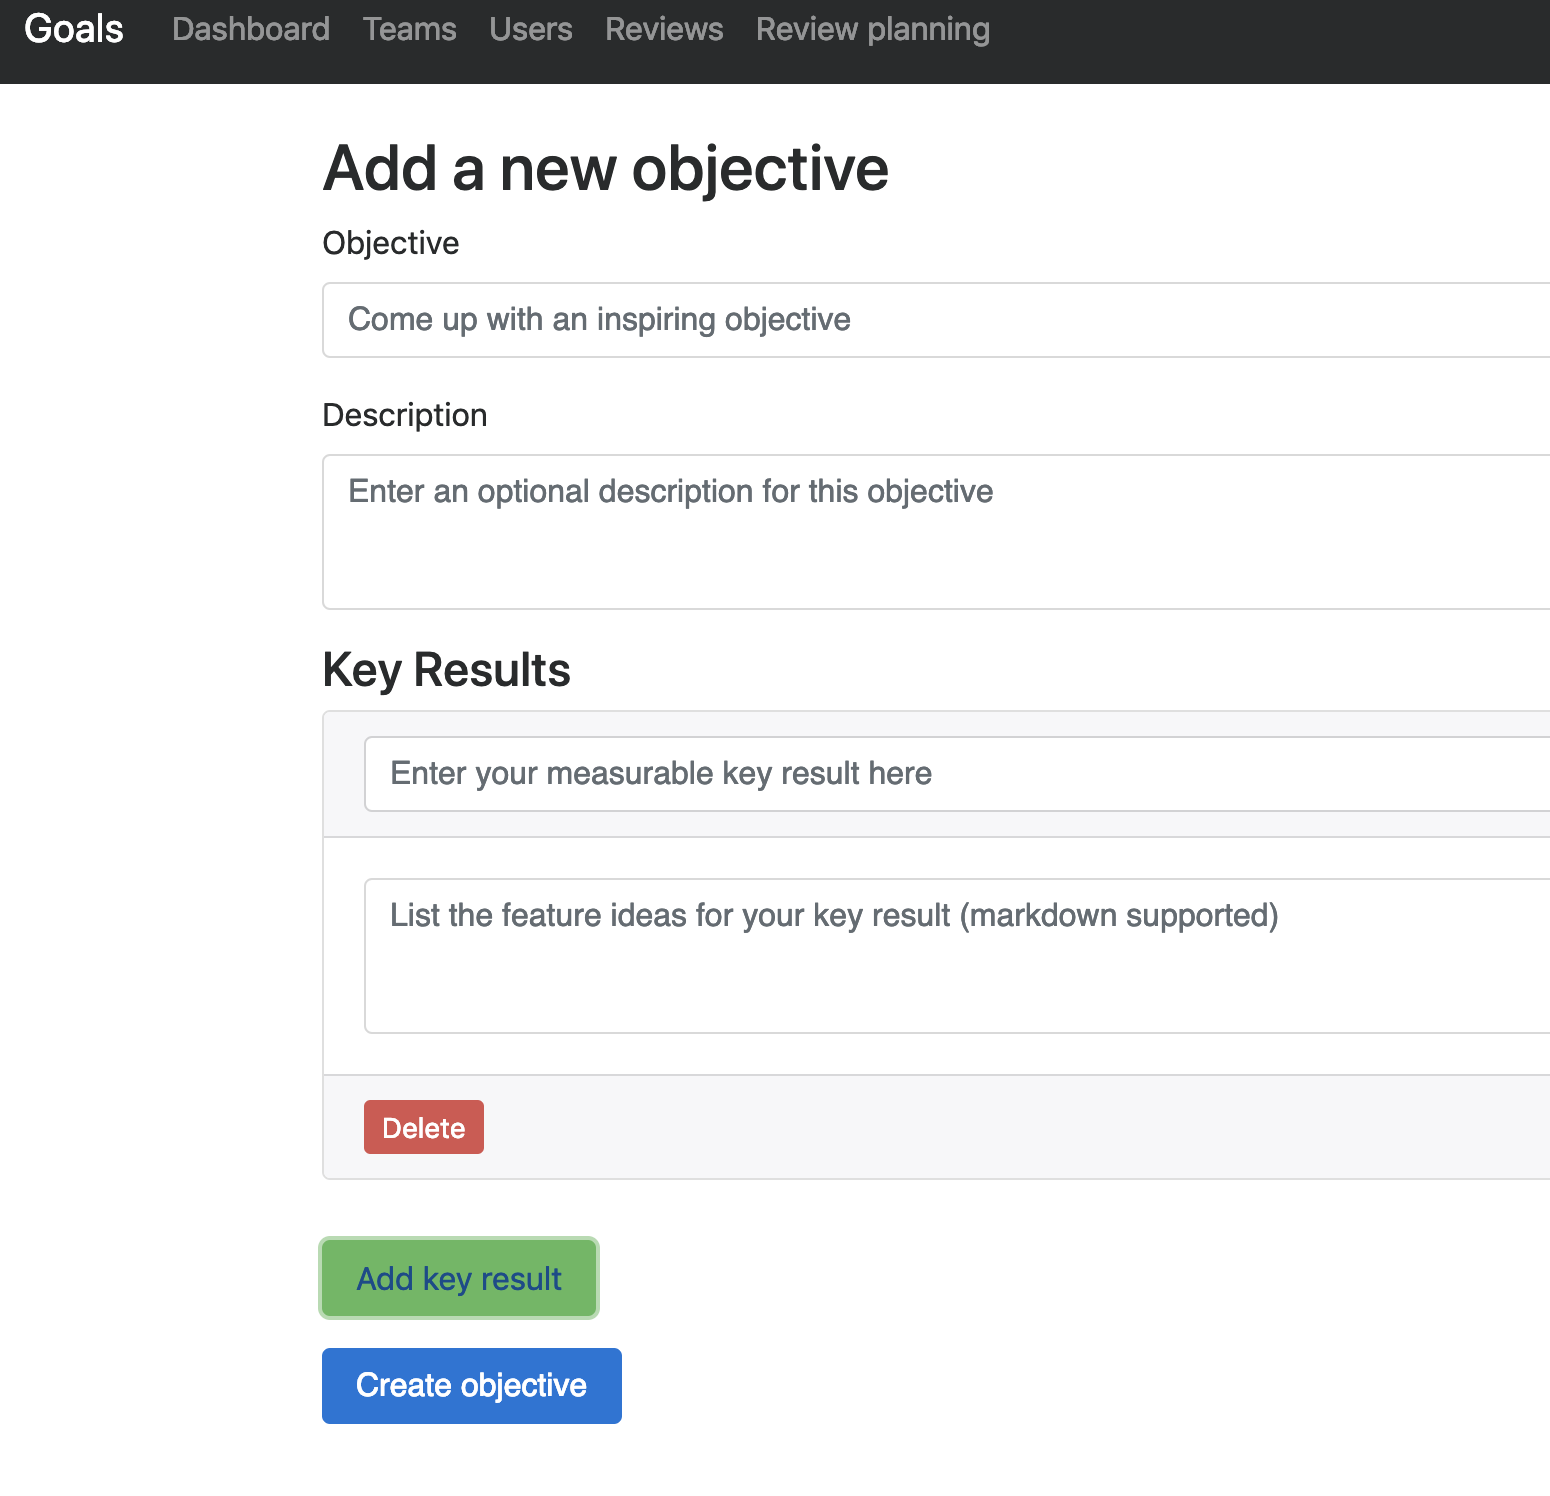 Goals Dashboard Teams Users Reviews Review planning
Add a new objective
Objective
Come up with an inspiring objective
Description
Enter an optional description for this objective
Key Results
Enter your measurable key result here
List the feature ideas for your key result (markdown supported)
Delete
Add key result
Create objective